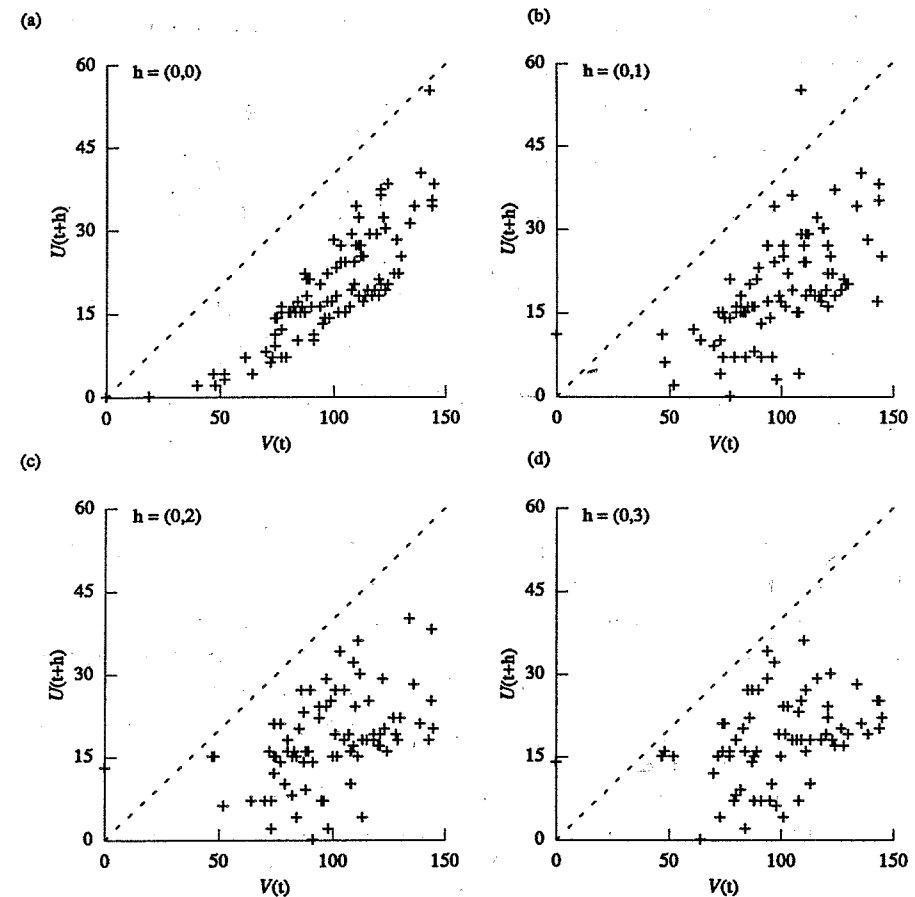 (a)
h = (0,0)
60
45
30
15
0
U(t+h)
0 50 100 150
V(t)
(b)
h = (0,1)
60
45
30
15
0
U(t+h)
0 50 100 150
V(t)
(c)
h = (0,2)
60
45
30
15
0
U(t+h)
0 50 100 150
V(t)
(d)
h = (0,3)
60
45
30
15
0
U(t+h)
0 50 100 150
V(t)